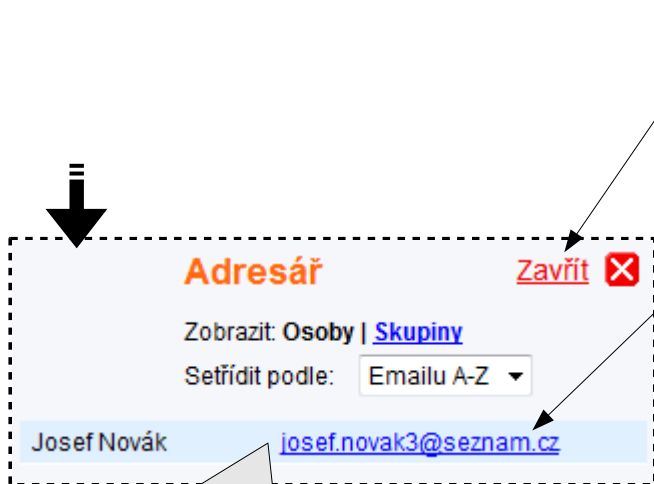 Adresář Zavřít
Zobrazit: Osoby | Skupiny
Setřídit podle: Emailu A-Z
Josef Novák josef.novak3@seznam.cz